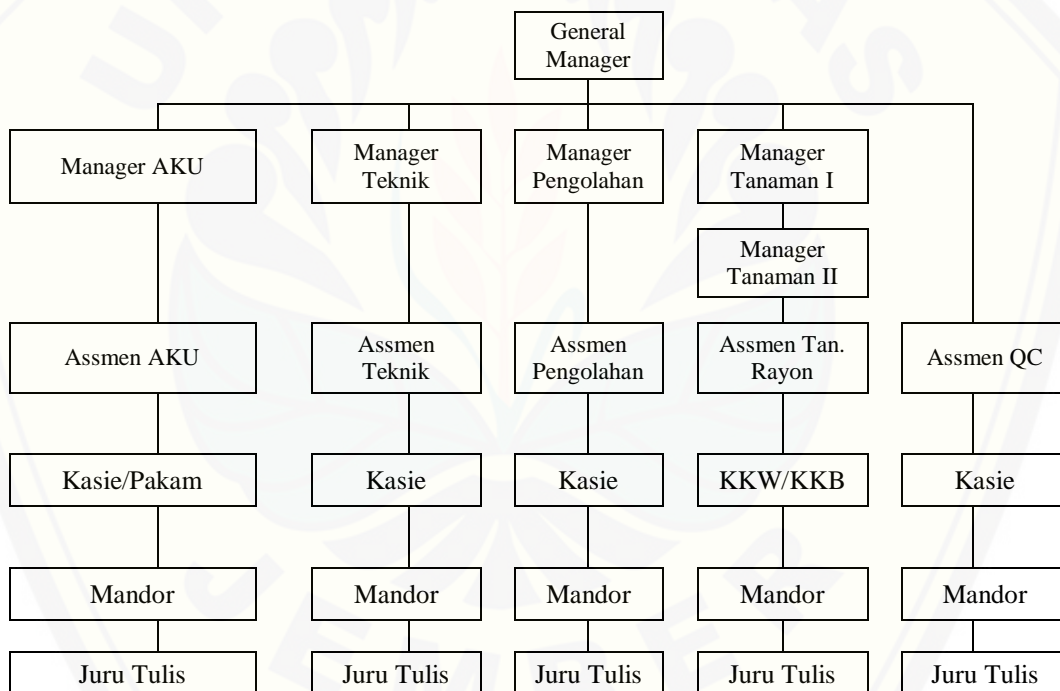 General
Manager
Manager AKU
Manager
Teknik
Manager
Pengolahan
Manager
Tanaman I
Manager
Tanaman II
Assmen AKU
Assmen
Teknik
Assmen
Pengolahan
Assmen Tan.
Rayon
Assmen QC
Kasie/Pakam
Kasie
Kasie
KKW/KKB
Kasie
Mandor
Mandor
Mandor
Mandor
Mandor
Juru Tulis
Juru Tulis
Juru Tulis
Juru Tulis
Juru Tulis